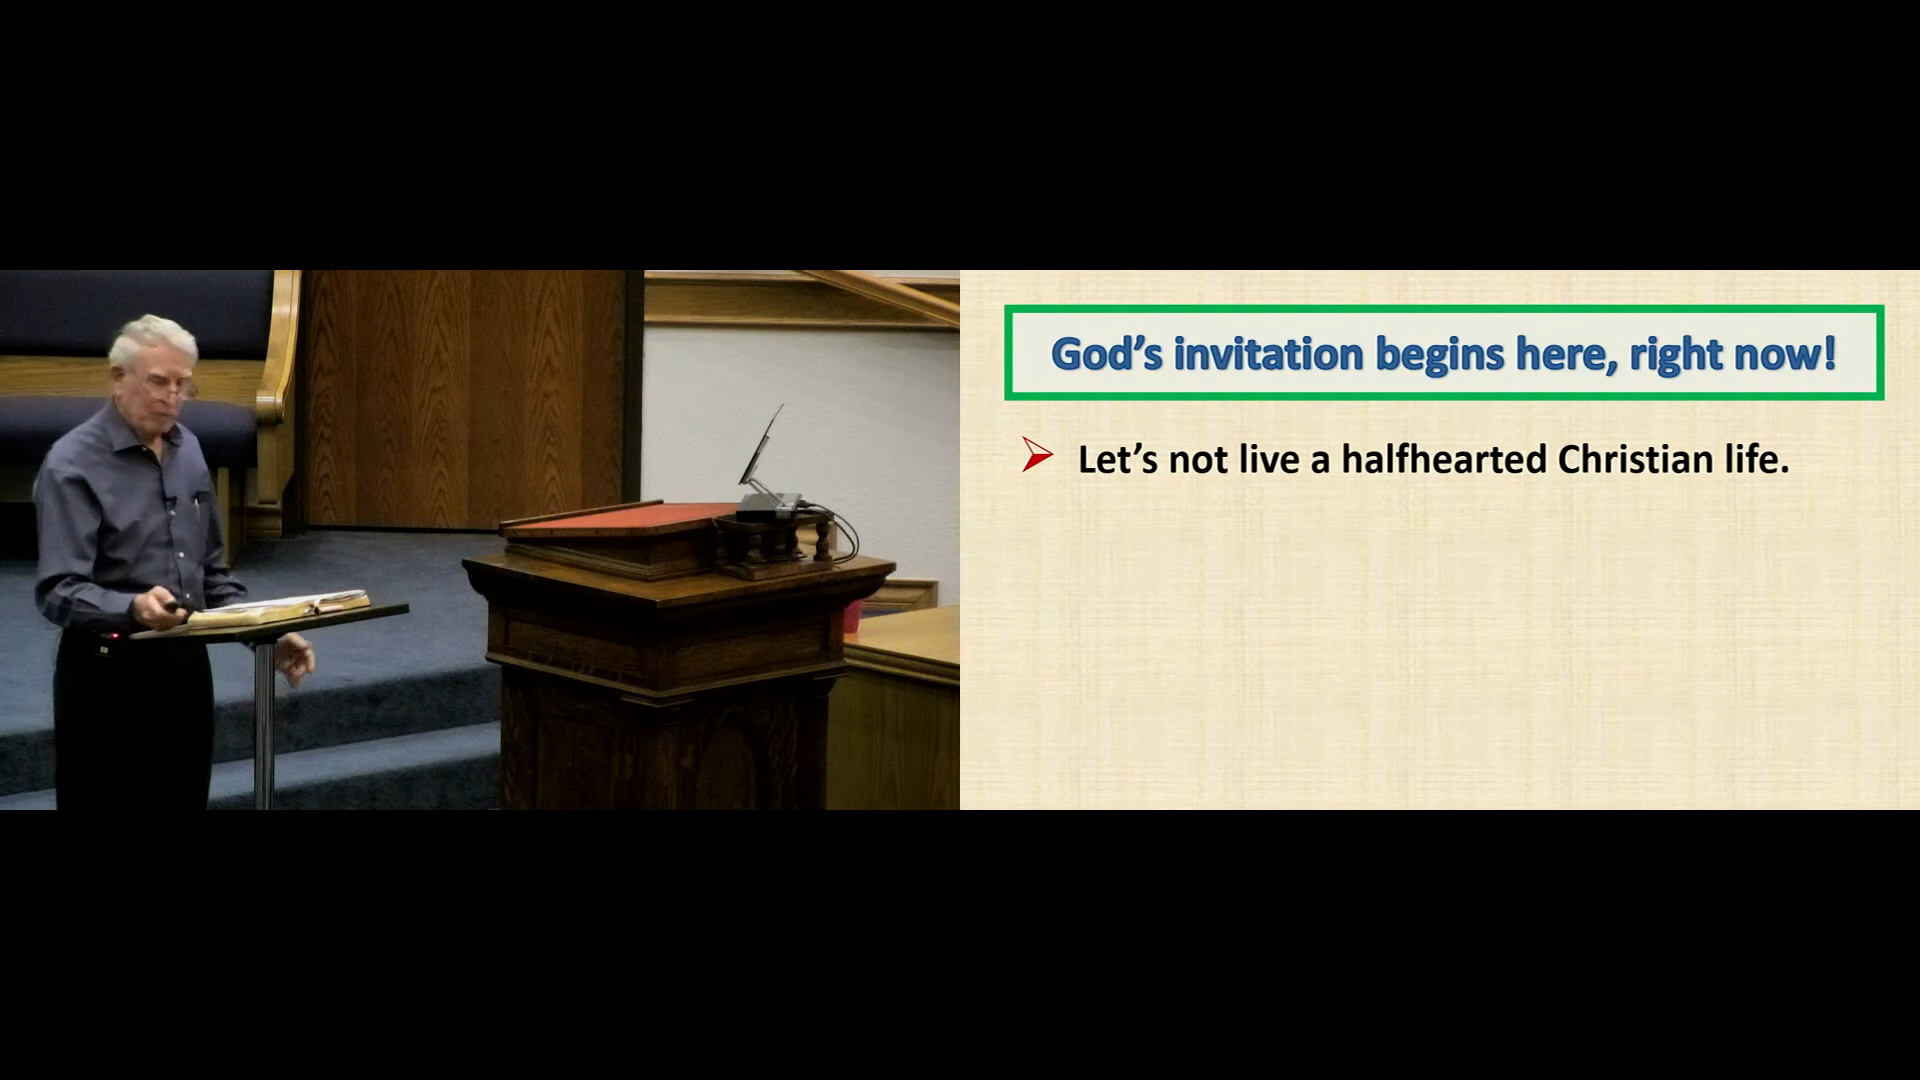 God’s invitation begins here, right now!
Let’s not live a halfhearted Christian life.